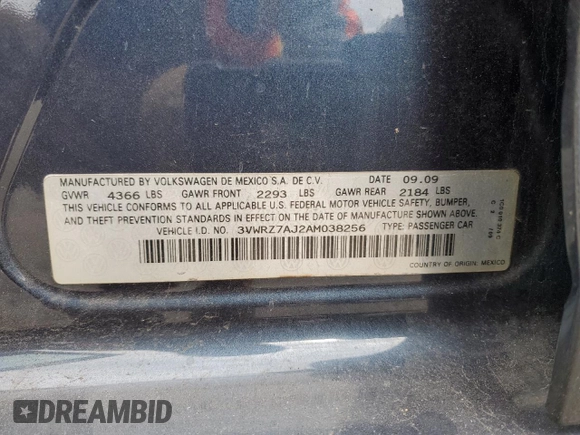 MANUFACTURED BY VOLKSWAGEN DE MEXICO S.A. DE C.V. DATE 09.09
GVWR 4366 LBS GAWR FRONT 2293 LBS GAWR REAR 2184 LBS
THIS VEHICLE CONFORMS TO ALL APPLICABLE U.S. FEDERAL MOTOR VEHICLE SAFETY, BUMPER,
AND THEFT PREVENTION STANDARDS IN EFFECT ON THE DATE OF MANUFACTURE SHOWN ABOVE.
VEHICLE I.D. NO. 3VWRZ7AJ2AM038256 TYPE: PASSENGER CAR
COUNTRY OF ORIGIN: MEXICO
DREAMBID